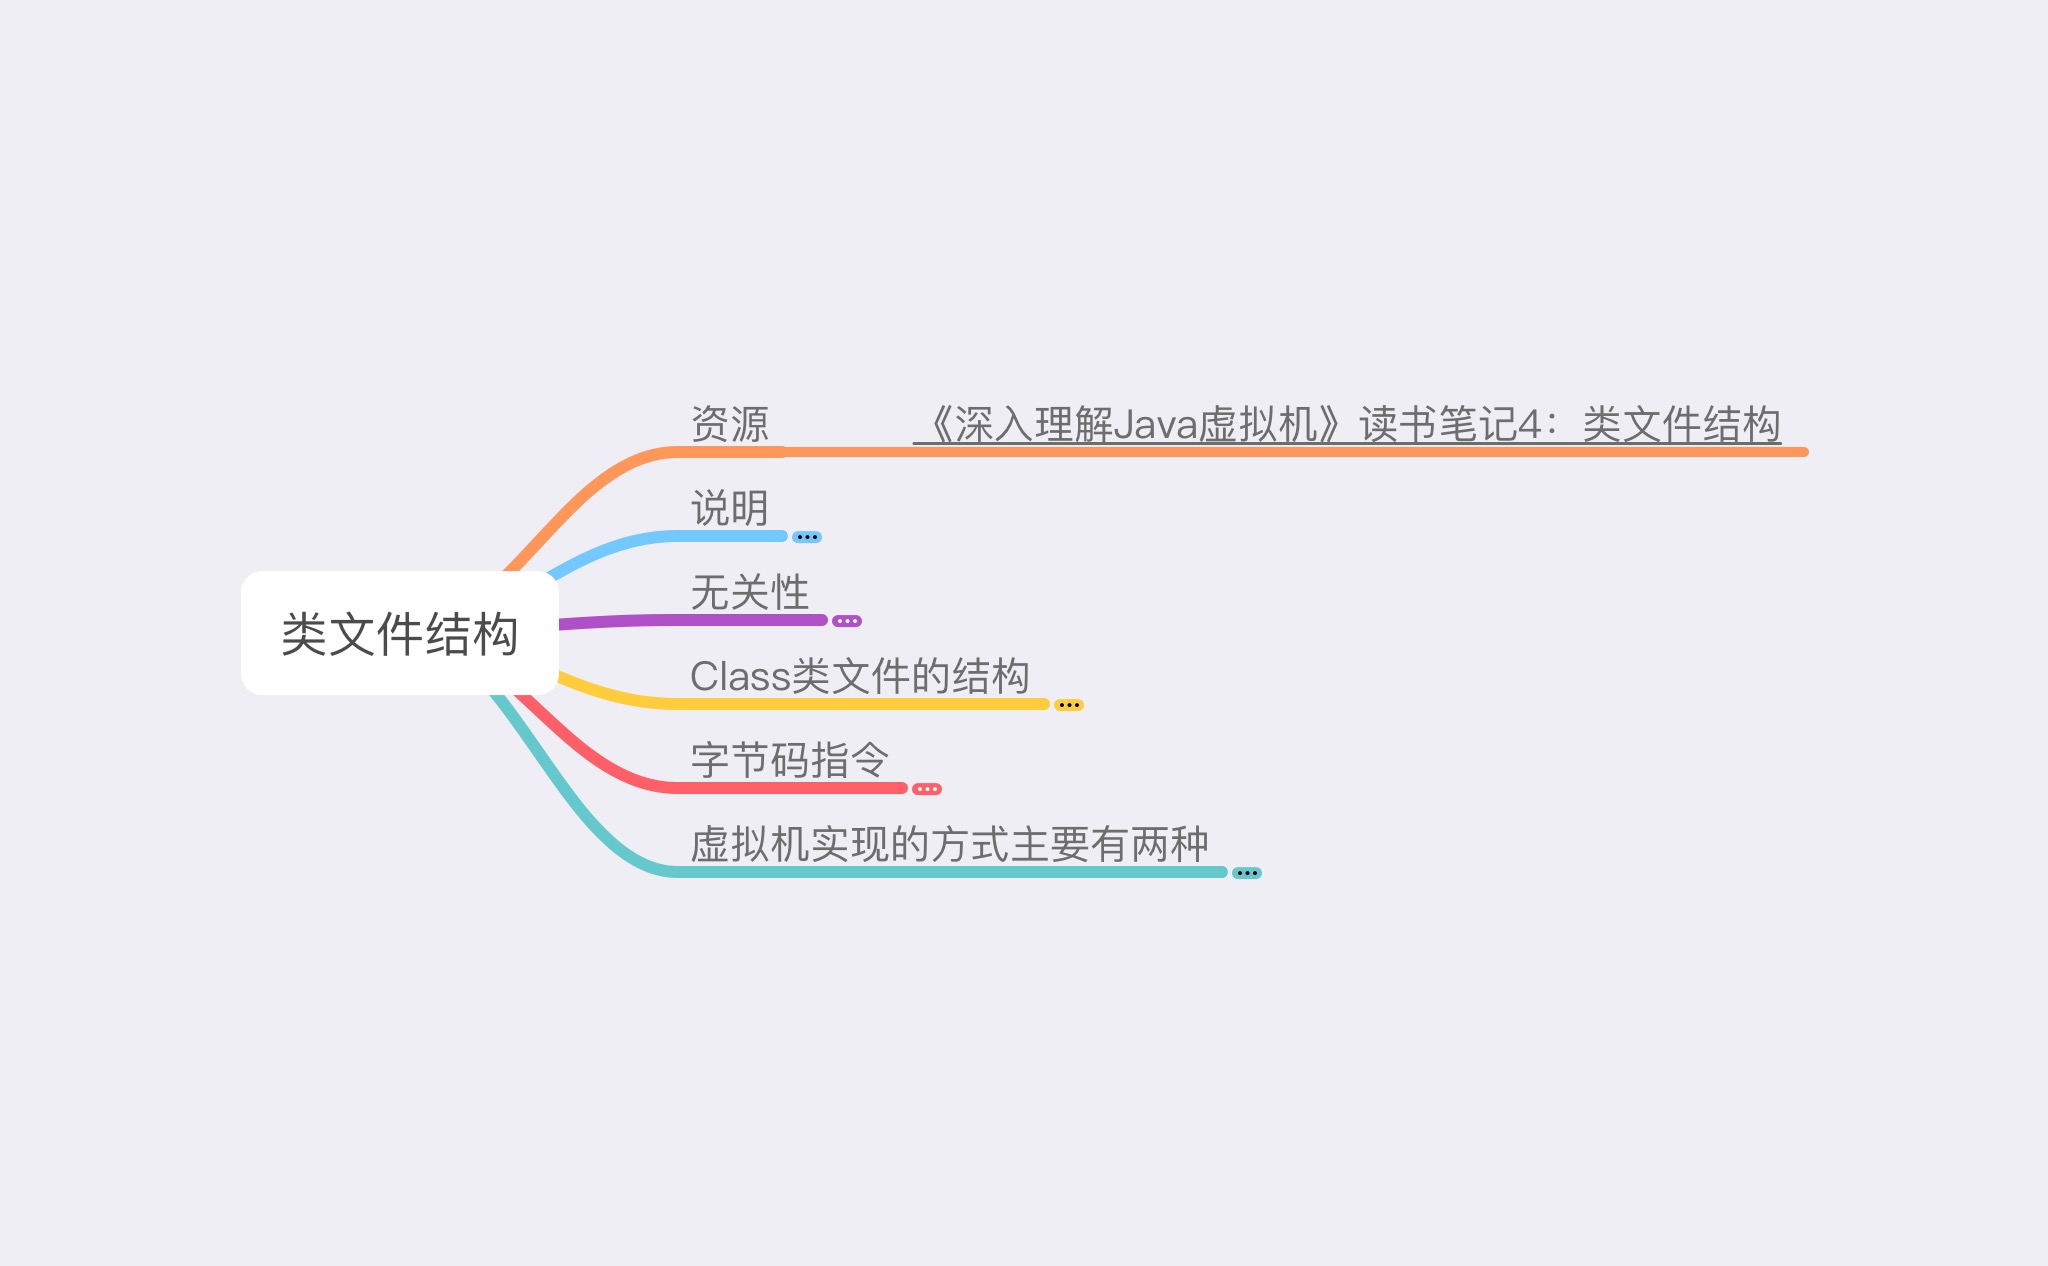 资源
《深入理解Java虚拟机》读书笔记4：类文件结构
说明
无关性
类文件结构
Class类文件的结构
字节码指令
虚拟机实现的方式主要有两种